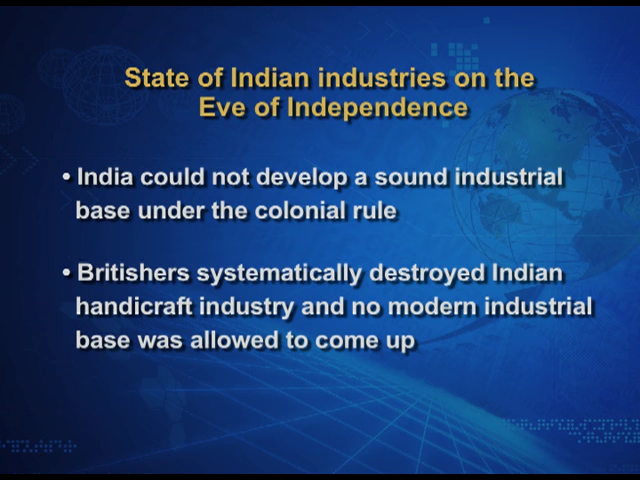 State of Indian industries on the
Eve of Independence
• India could not develop a sound industrial
base under the colonial rule
• Britishers systematically destroyed Indian
handicraft industry and no modern industrial
base was allowed to come up